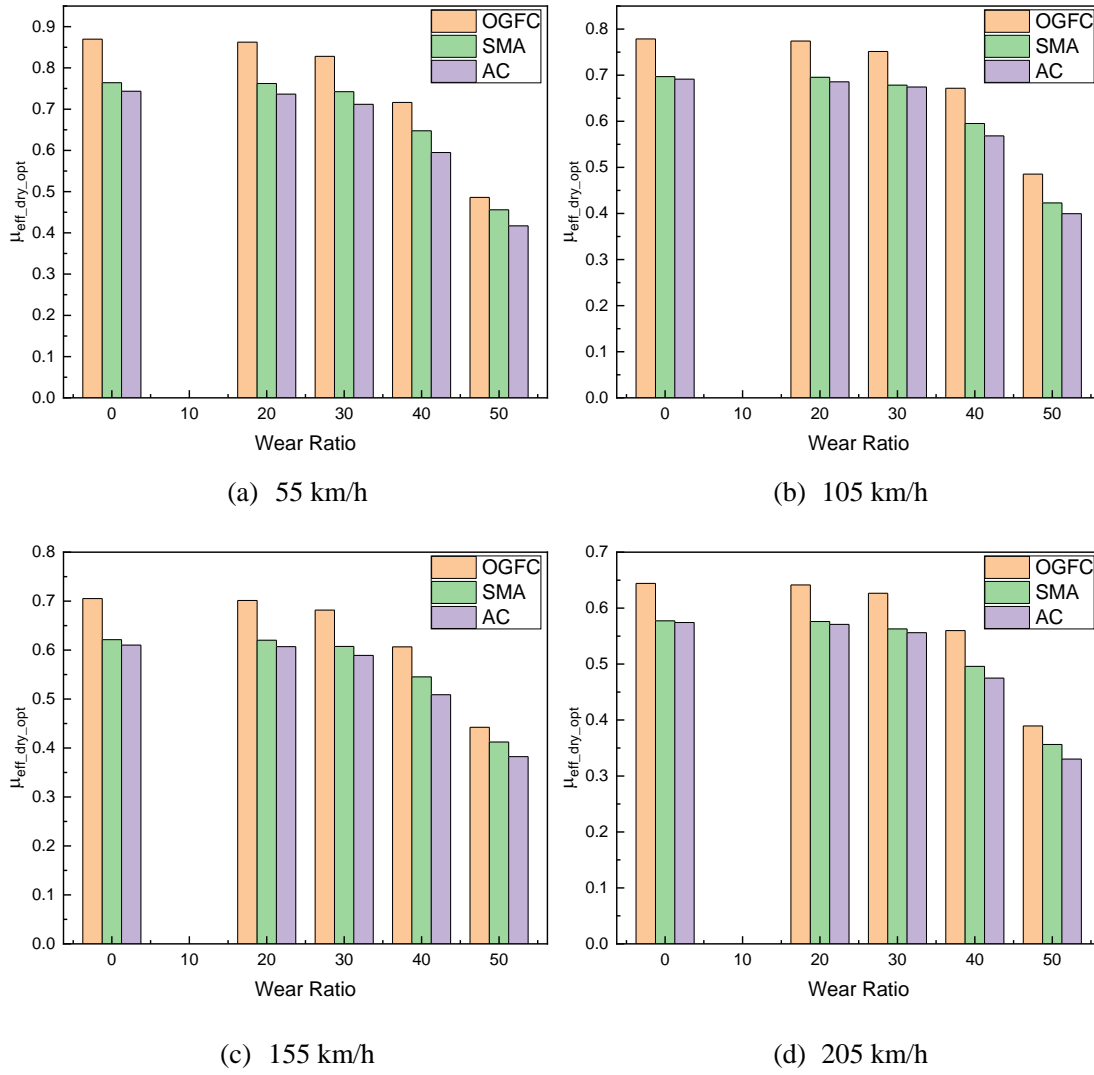 OGFC
SMA
AC
0.9
0.8
0.7
0.6
0.5
0.4
0.3
0.2
0.1
0.0
μeff_dry_opt
0 10 20 30 40 50
Wear Ratio
(a) 55 km/h
OGFC
SMA
AC
0.8
0.7
0.6
0.5
0.4
0.3
0.2
0.1
0.0
μeff_dry_opt
0 10 20 30 40 50
Wear Ratio
(b) 105 km/h
OGFC
SMA
AC
0.8
0.7
0.6
0.5
0.4
0.3
0.2
0.1
0.0
μeff_dry_opt
0 10 20 30 40 50
Wear Ratio
(c) 155 km/h
OGFC
SMA
AC
0.7
0.6
0.5
0.4
0.3
0.2
0.1
0.0
μeff_dry_opt
0 10 20 30 40 50
Wear Ratio
(d) 205 km/h